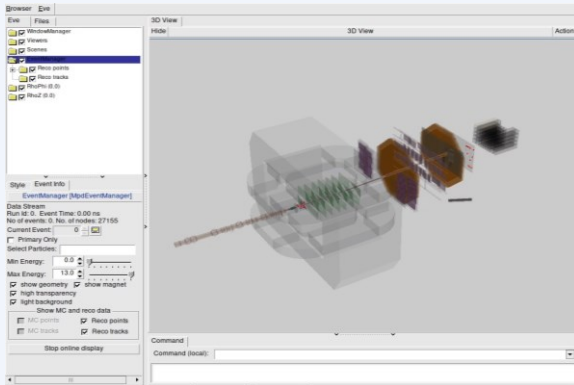 Browser Eve
Eve Files
WindowManager
Viewers
Scenes
EventManager
Reco points
Reco tracks
RhoPhi (0.0)
RhoZ (0.0)
Style Event Info
EventManager [MpdEventManager]
Data Stream
Run Id: 0. Event Time: 0.00 ns
No of events: 0. No of nodes: 27155
Current Event: 0
Primary Only
Select Particles:
Min Energy: 0.0
Max Energy: 13.0
show geometry show magnet
high transparency
light background
Show MC and reco data
MC points Reco points
MC tracks Reco tracks
Stop online display
3D View
Hide 3D View Action
Command
Command (local):